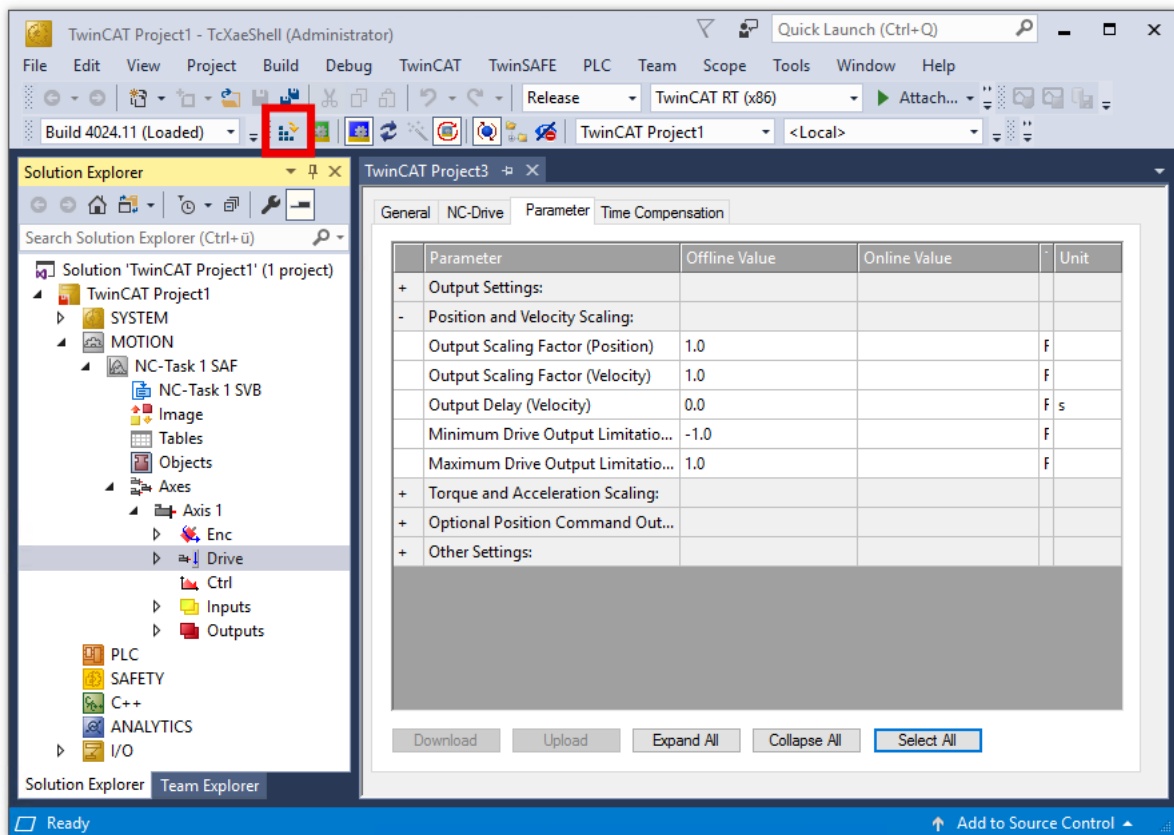 TwinCAT Project1 - TcXaeShell (Administrator)
Quick Launch (Ctrl+Q)
File Edit View Project Build Debug TwinCAT TwinSAFE PLC Team Scope Tools Window Help
Release TwinCAT RT (x86) Attach...
Build 4024.11 (Loaded) TwinCAT Project1 <Local>
Solution Explorer
Search Solution Explorer (Ctrl+ü)
Solution 'TwinCAT Project1' (1 project)
TwinCAT Project1
SYSTEM
MOTION
NC-Task 1 SAF
NC-Task 1 SVB
Image
Tables
Objects
Axes
Axis 1
Enc
Drive
Ctrl
Inputs
Outputs
PLC
SAFETY
C++
ANALYTICS
I/O
Solution Explorer Team Explorer
TwinCAT Project3
General NC-Drive Parameter Time Compensation
Parameter Offline Value Online Value Unit
+ Output Settings:
- Position and Velocity Scaling:
Output Scaling Factor (Position) 1.0 F
Output Scaling Factor (Velocity) 1.0 F
Output Delay (Velocity) 0.0 F s
Minimum Drive Output Limitatio... -1.0 F
Maximum Drive Output Limitatio... 1.0 F
+ Torque and Acceleration Scaling:
+ Optional Position Command Out...
+ Other Settings:
Download Upload Expand All Collapse All Select All
Ready Add to Source Control